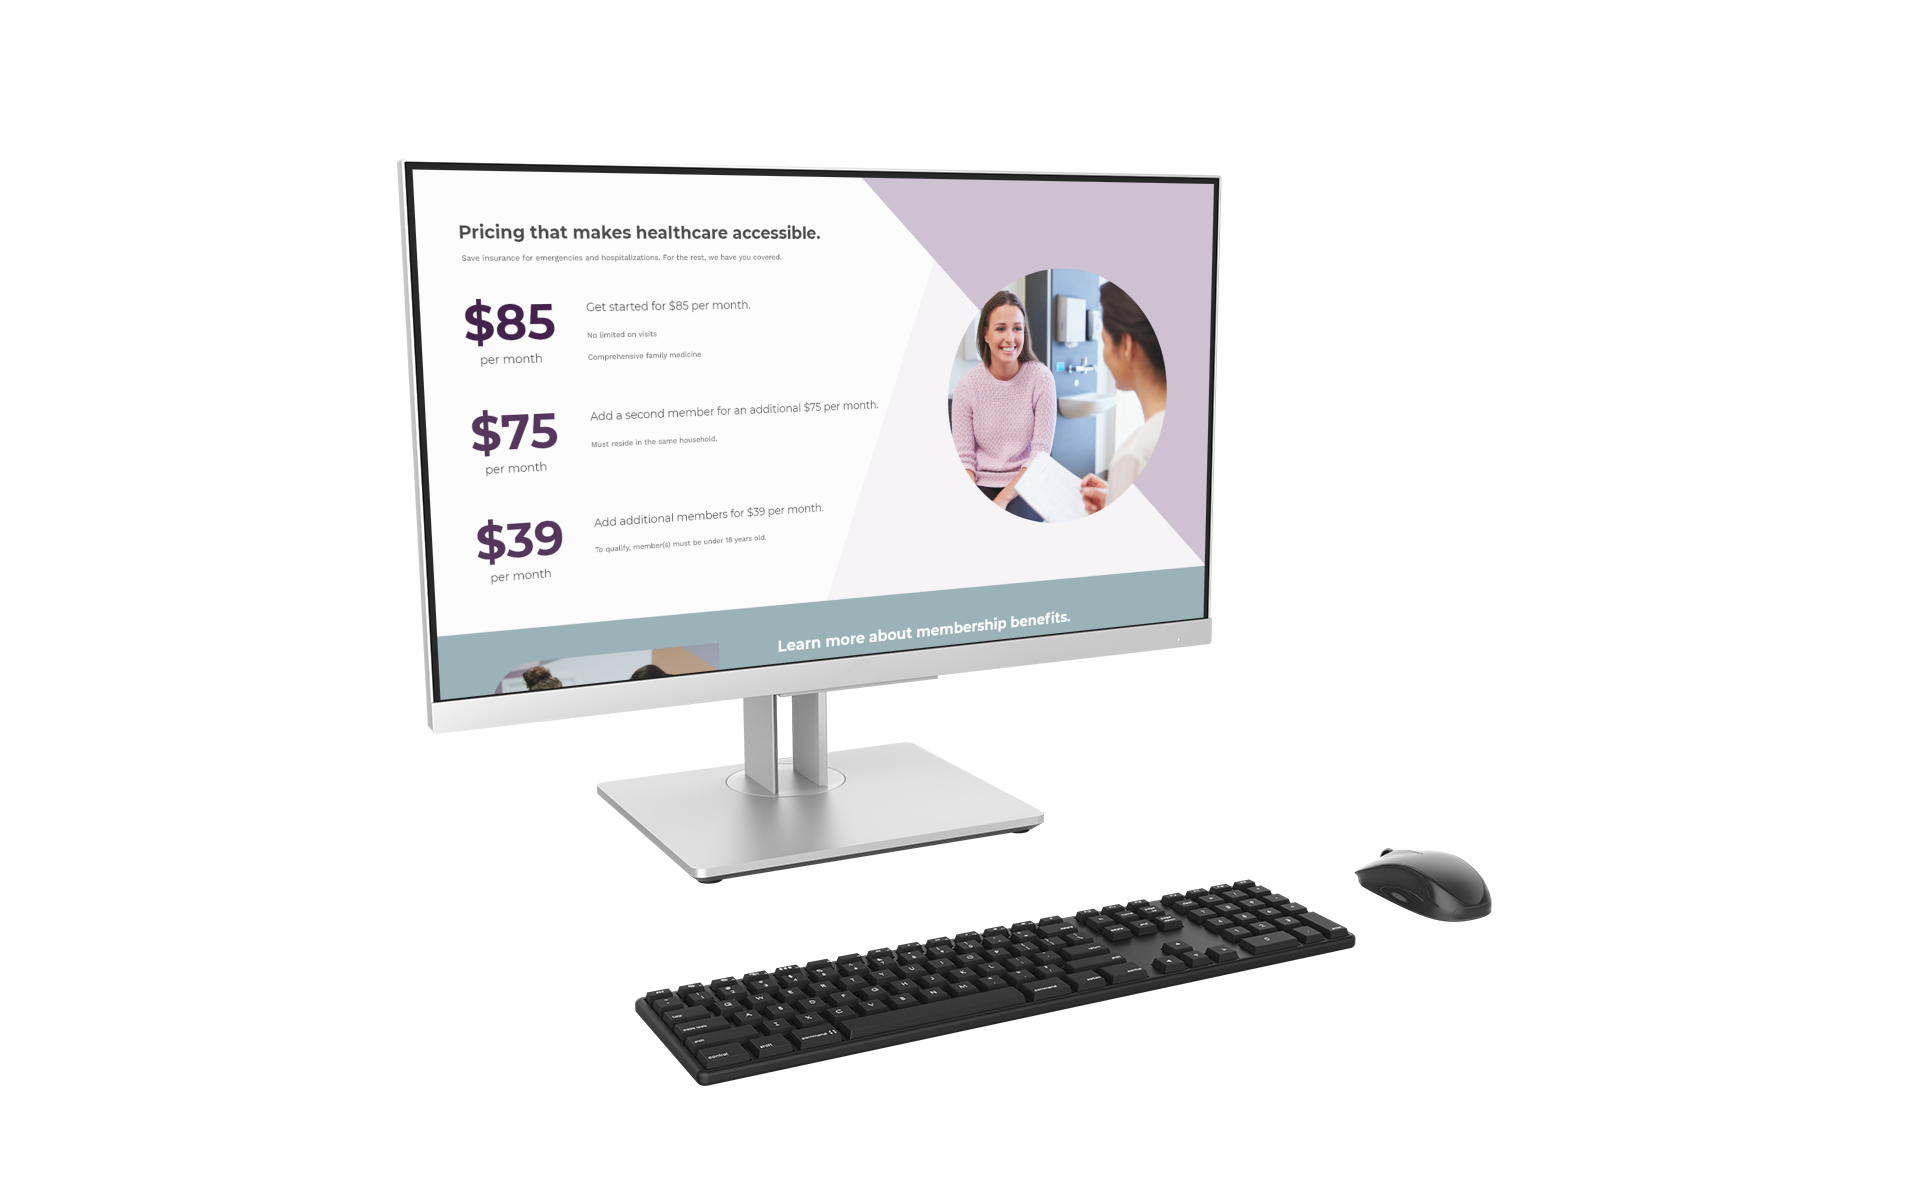 Pricing that makes healthcare accessible.
Save insurance for emergencies and hospitalizations. For the rest, we have you covered.
$85
per month
Get started for $85 per month.
No limited on visits
Comprehensive family medicine
$75
per month
Add a second member for an additional $75 per month.
Must reside in the same household.
$39
per month
Add additional members for $39 per month.
To qualify, member(s) must be under 18 years old.
Learn more about membership benefits.